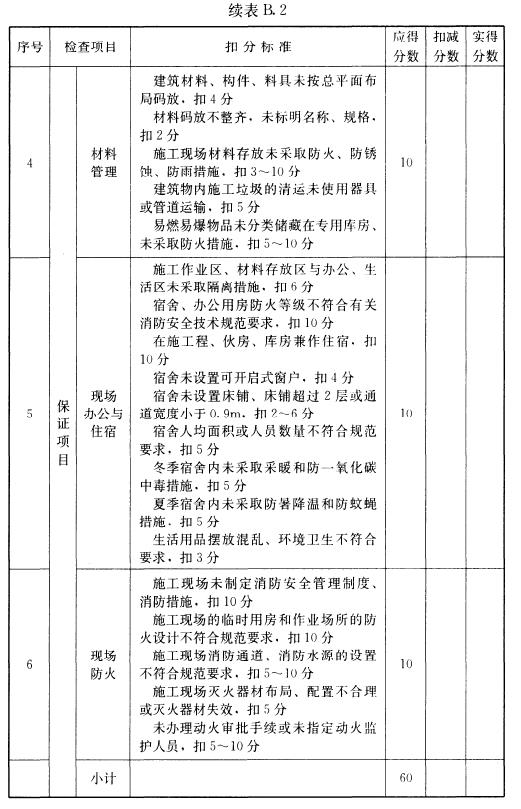 续表 B.2
序号 检查项目 扣分标准 应得分数 扣减分数 实得分数
保证项目
4 材料管理 10
建筑材料、构件、料具未按总平面布
局码放，扣 4 分
材料码放不整齐，未标明名称、规格，
扣 2 分
施工现场材料存放未采取防火、防锈
蚀、防雨措施，扣 3～10 分
建筑物内施工垃圾的清运未使用器具
或管道运输，扣 5 分
易燃易爆物品未分类储藏在专用库房、
未采取防火措施，扣 5～10 分
5 现场办公与住宿 10
施工作业区、材料存放区与办公、生
活区未采取隔离措施，扣 6 分
宿舍、办公用房防火等级不符合有关
消防安全技术规范要求，扣 10 分
在施工程、伙房、库房兼作住宿，扣
10 分
宿舍未设置可开启式窗户，扣 4 分
宿舍未设置床铺、床铺超过 2 层或通
道宽度小于 0.9m，扣 2～6 分
宿舍人均面积或人员数量不符合规范
要求，扣 5 分
冬季宿舍内未采取采暖和防一氧化碳
中毒措施，扣 5 分
夏季宿舍内未采取防暑降温和防蚊蝇
措施，扣 5 分
生活用品摆放混乱、环境卫生不符合
要求，扣 3 分
6 现场防火 10
施工现场未制定消防安全管理制度、
消防措施，扣 10 分
施工现场的临时用房和作业场所的防
火设计不符合规范要求，扣 10 分
施工现场消防通道、消防水源的设置
不符合规范要求，扣 5～10 分
施工现场灭火器材布局、配置不合理
或灭火器材失效，扣 5 分
未办理动火审批手续或未指定动火监
护人员，扣 5～10 分
小计 60